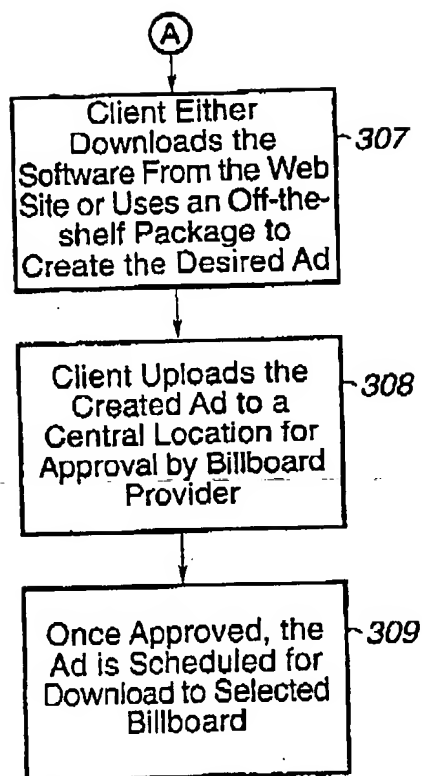 A
Client Either
Downloads the
Software From the Web
Site or Uses an Off-the-
shelf Package to
Create the Desired Ad
307
Client Uploads the
Created Ad to a
Central Location for
Approval by Billboard
Provider
308
Once Approved, the
Ad is Scheduled for
Download to Selected
Billboard
309